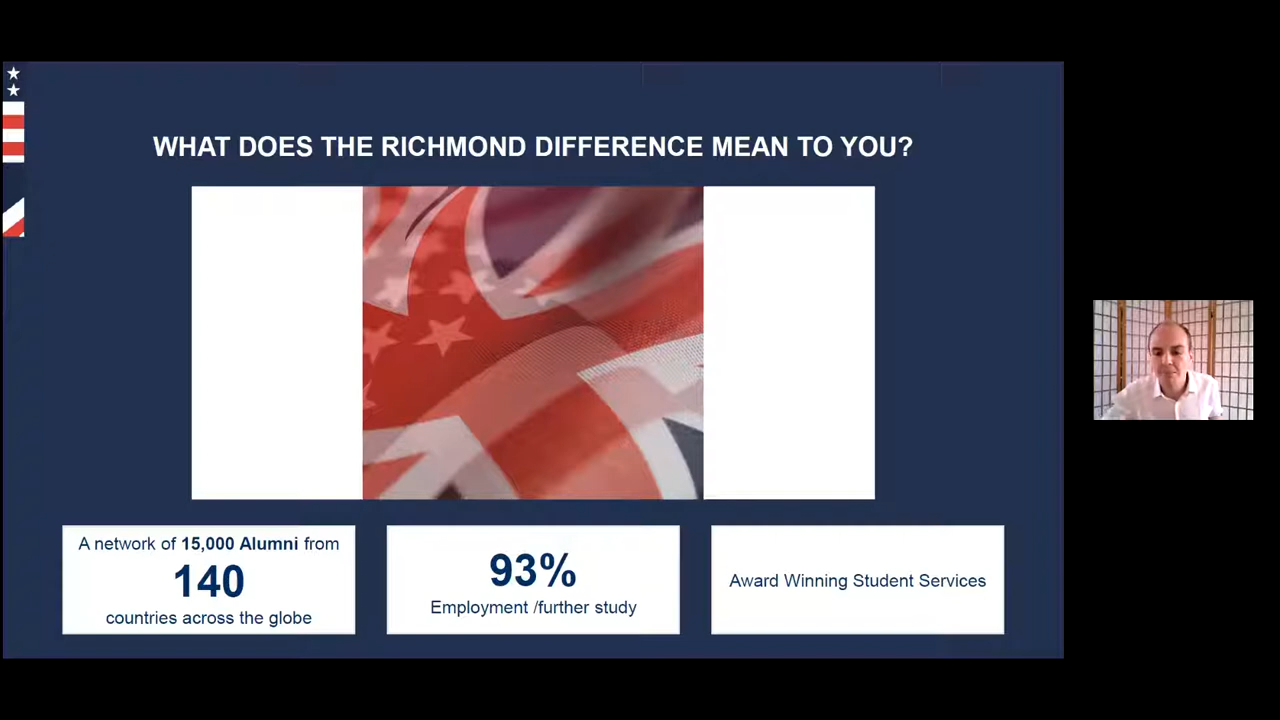 WHAT DOES THE RICHMOND DIFFERENCE MEAN TO YOU?
A network of 15,000 Alumni from
140
countries across the globe
93%
Employment /further study
Award Winning Student Services